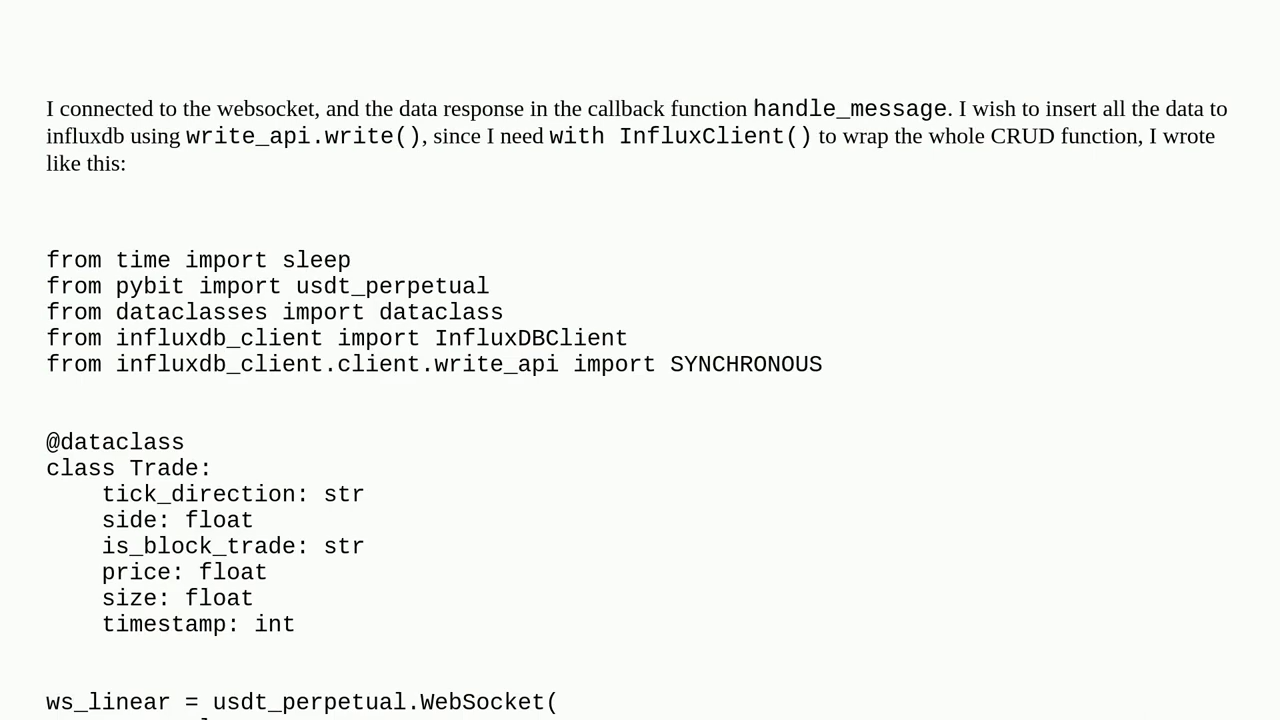 I connected to the websocket, and the data response in the callback function handle_message. I wish to insert all the data to
influxdb using write_api.write(), since I need with InfluxClient() to wrap the whole CRUD function, I wrote
like this:
from time import sleep
from pybit import usdt_perpetual
from dataclasses import dataclass
from influxdb_client import InfluxDBClient
from influxdb_client.client.write_api import SYNCHRONOUS
@dataclass
class Trade:
    tick_direction: str
    side: float
    is_block_trade: str
    price: float
    size: float
    timestamp: int
ws_linear = usdt_perpetual.WebSocket(